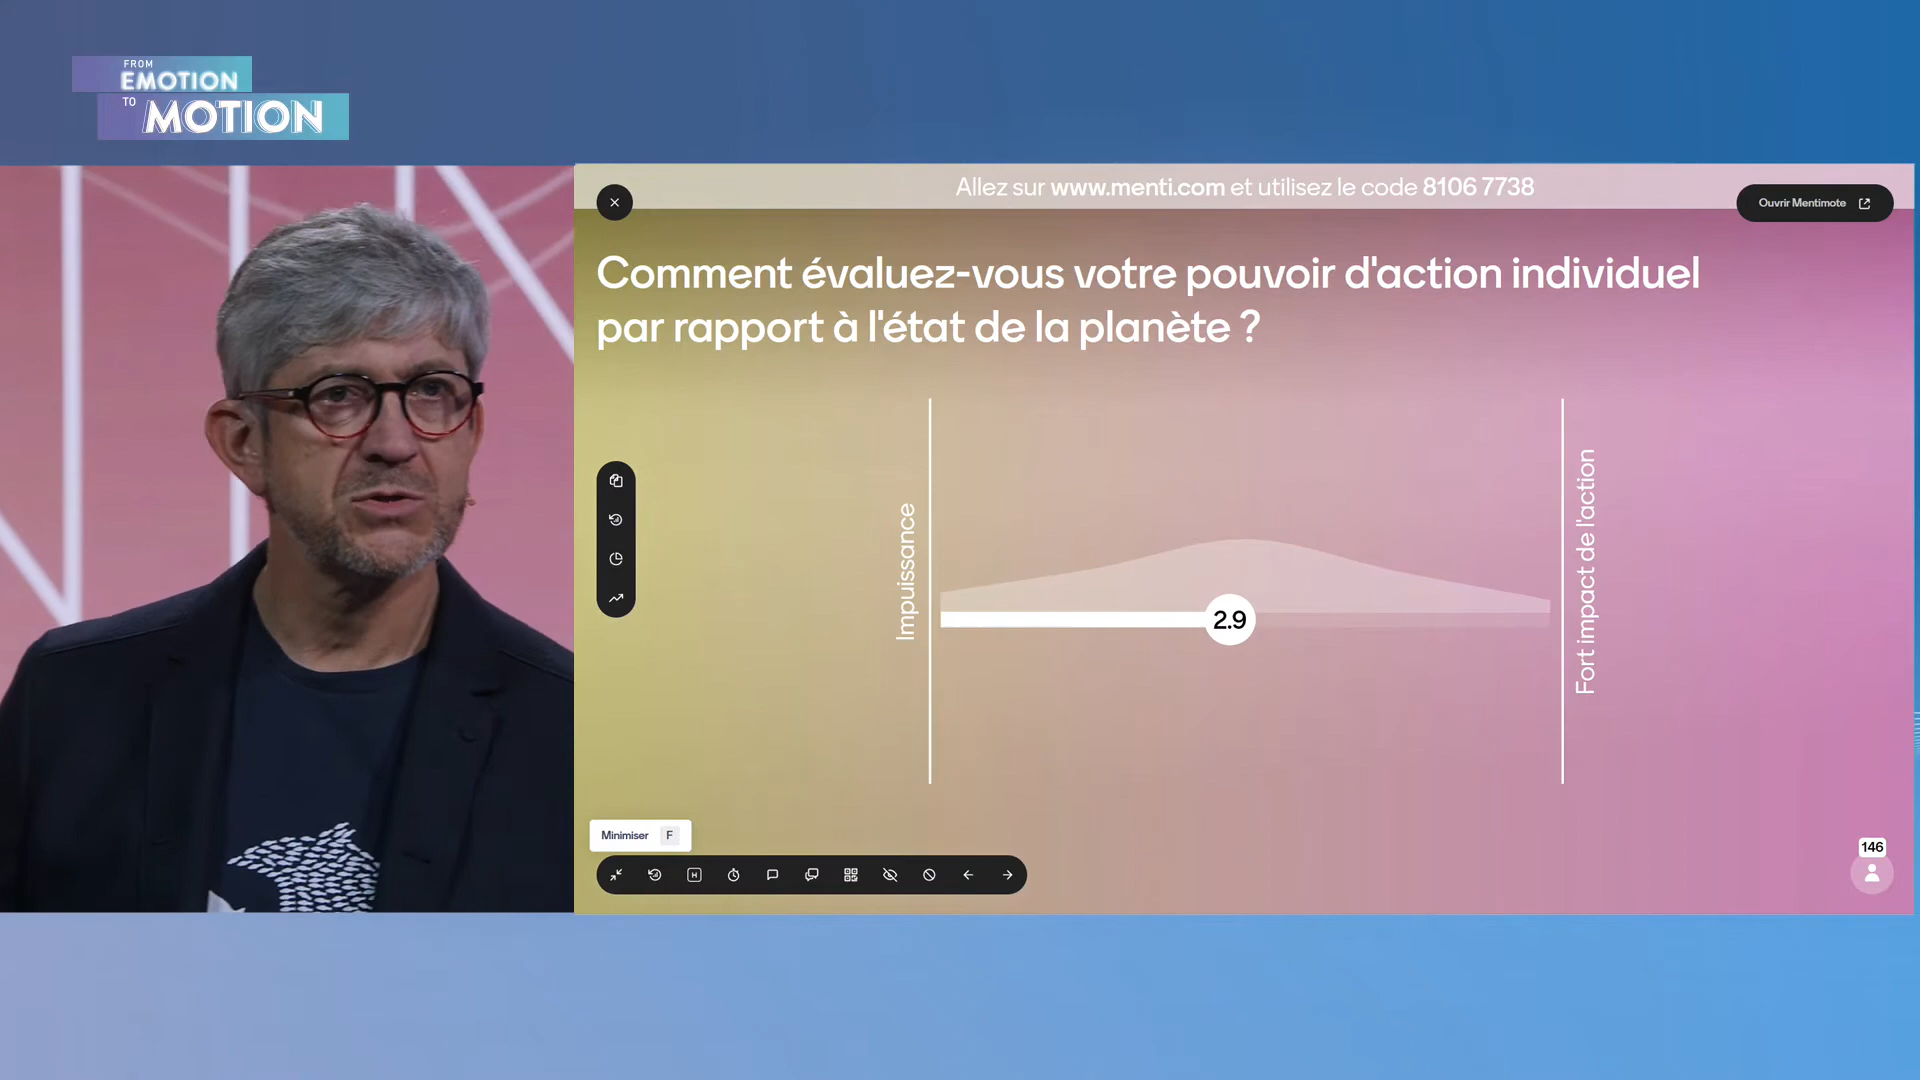 FROM
EMOTION
TO MOTION
Allez sur www.menti.com et utilisez le code 8106 7738
Ouvrir Mentimote
Comment évaluez-vous votre pouvoir d'action individuel
par rapport à l'état de la planète ?
Impuissance
2.9
Fort impact de l'action
Minimiser F
H
146